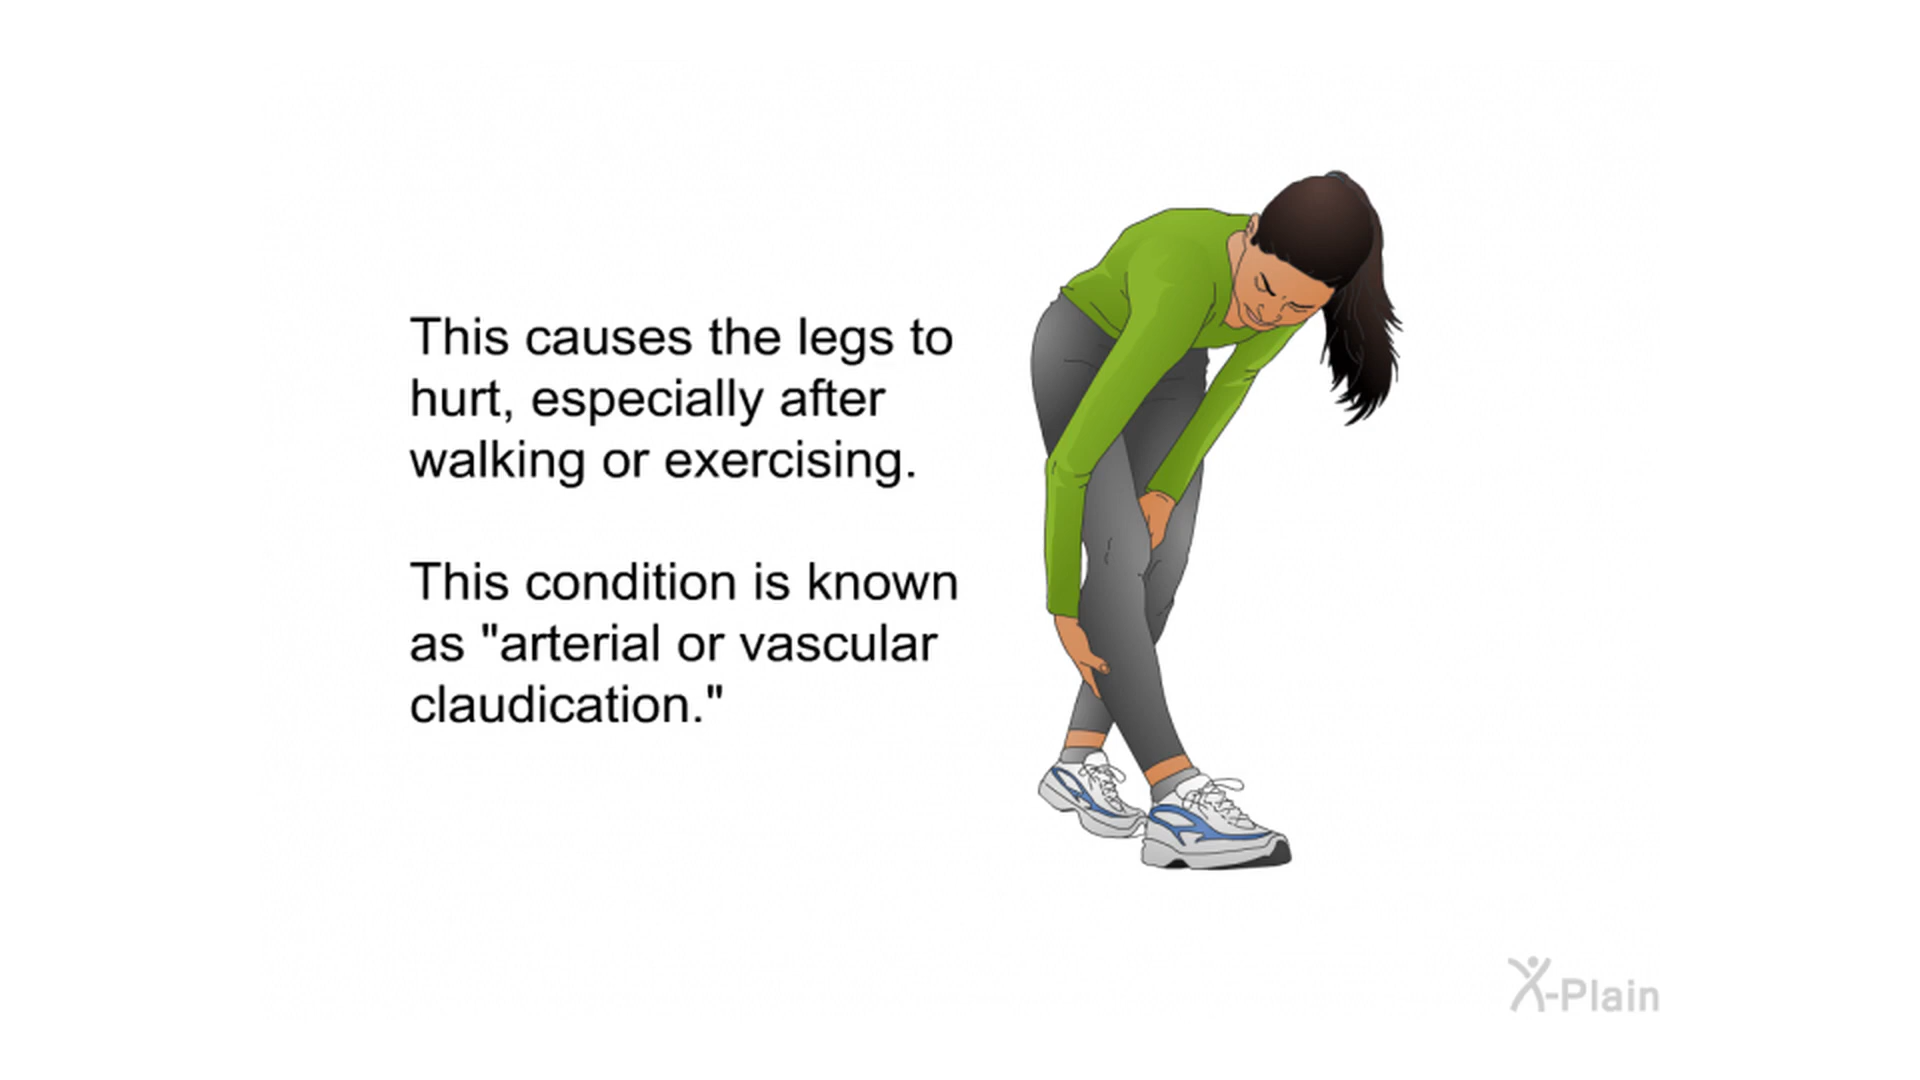 This causes the legs to
hurt, especially after
walking or exercising.
This condition is known
as "arterial or vascular
claudication."
X-Plain